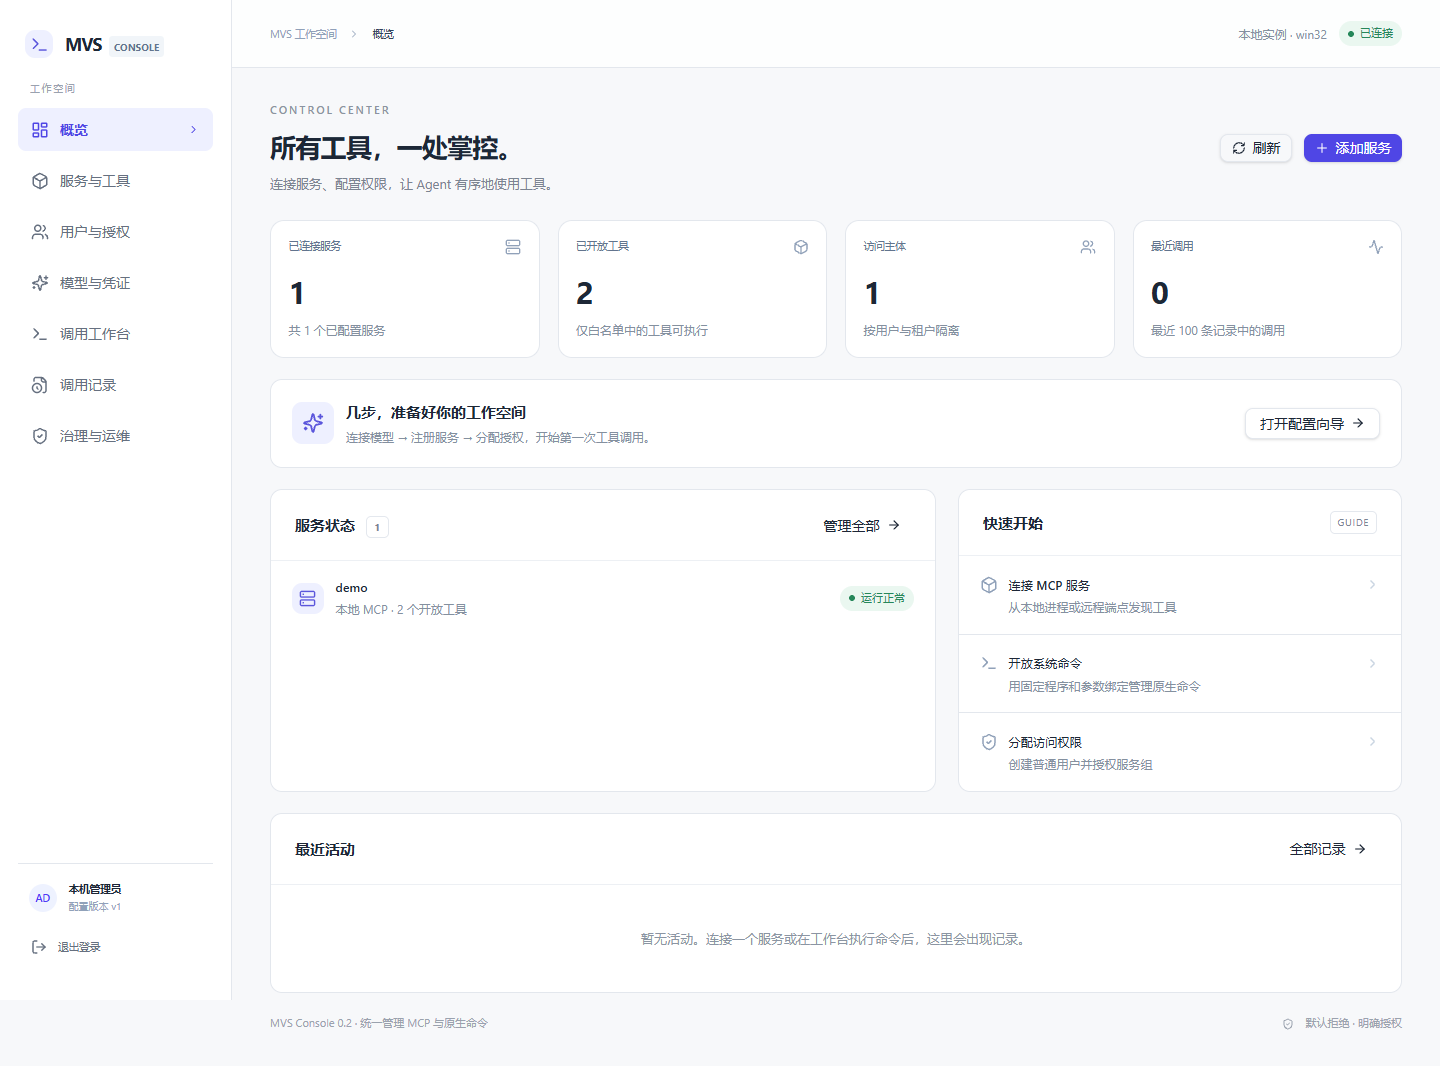 MVS CONSOLE
工作空间
概览
服务与工具
用户与授权
模型与凭证
调用工作台
调用记录
治理与运维
AD
本机管理员
配置版本 v1
退出登录
MVS 工作空间 概览
本地实例 · win32 已连接
CONTROL CENTER
所有工具，一处掌控。
连接服务、配置权限，让 Agent 有序地使用工具。
刷新 添加服务
已连接服务
1
共 1 个已配置服务
已开放工具
2
仅白名单中的工具可执行
访问主体
1
按用户与租户隔离
最近调用
0
最近 100 条记录中的调用
几步，准备好你的工作空间
连接模型 → 注册服务 → 分配授权，开始第一次工具调用。
打开配置向导
服务状态 1 管理全部
demo
本地 MCP · 2 个开放工具
运行正常
快速开始 GUIDE
连接 MCP 服务
从本地进程或远程端点发现工具
开放系统命令
用固定程序和参数绑定管理原生命令
分配访问权限
创建普通用户并授权服务组
最近活动 全部记录
暂无活动。连接一个服务或在工作台执行命令后，这里会出现记录。
MVS Console 0.2 · 统一管理 MCP 与原生命令
默认拒绝 · 明确授权